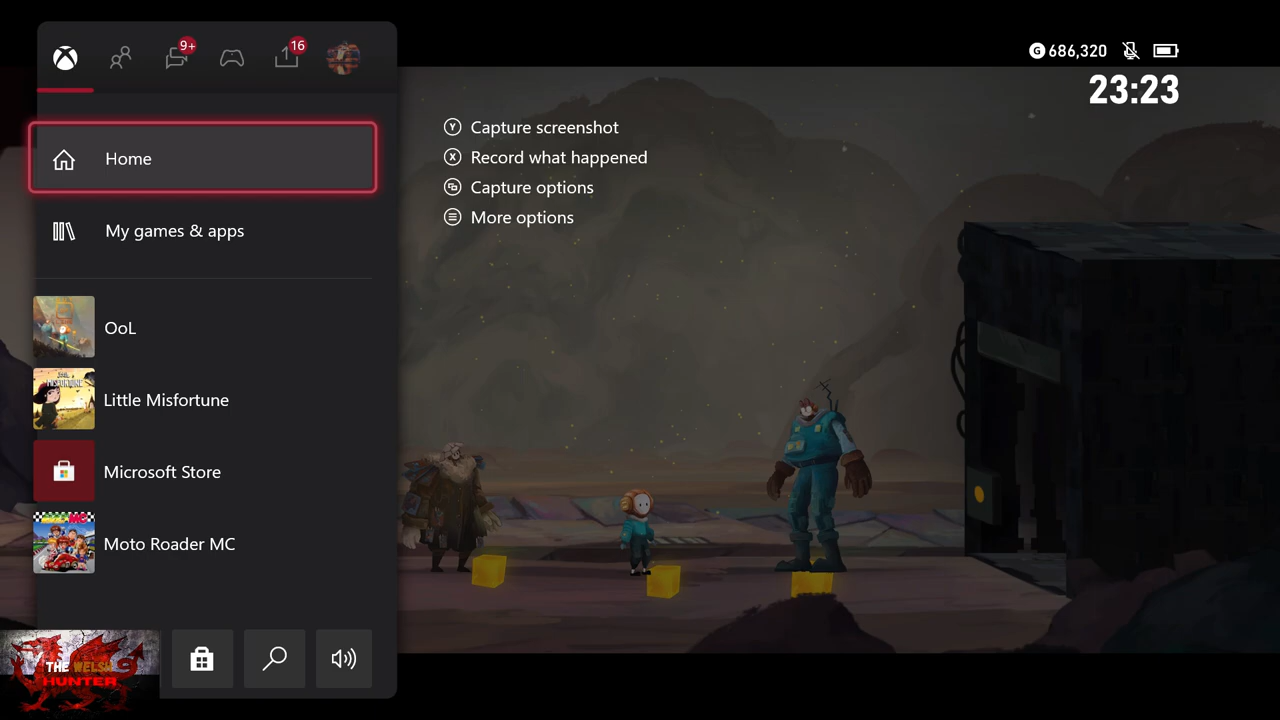 9+
16
Home
My games & apps
OoL
Little Misfortune
Microsoft Store
Moto Roader MC
THE WELSH
HUNTER
Y Capture screenshot
X Record what happened
Capture options
More options
G 686,320
23:23